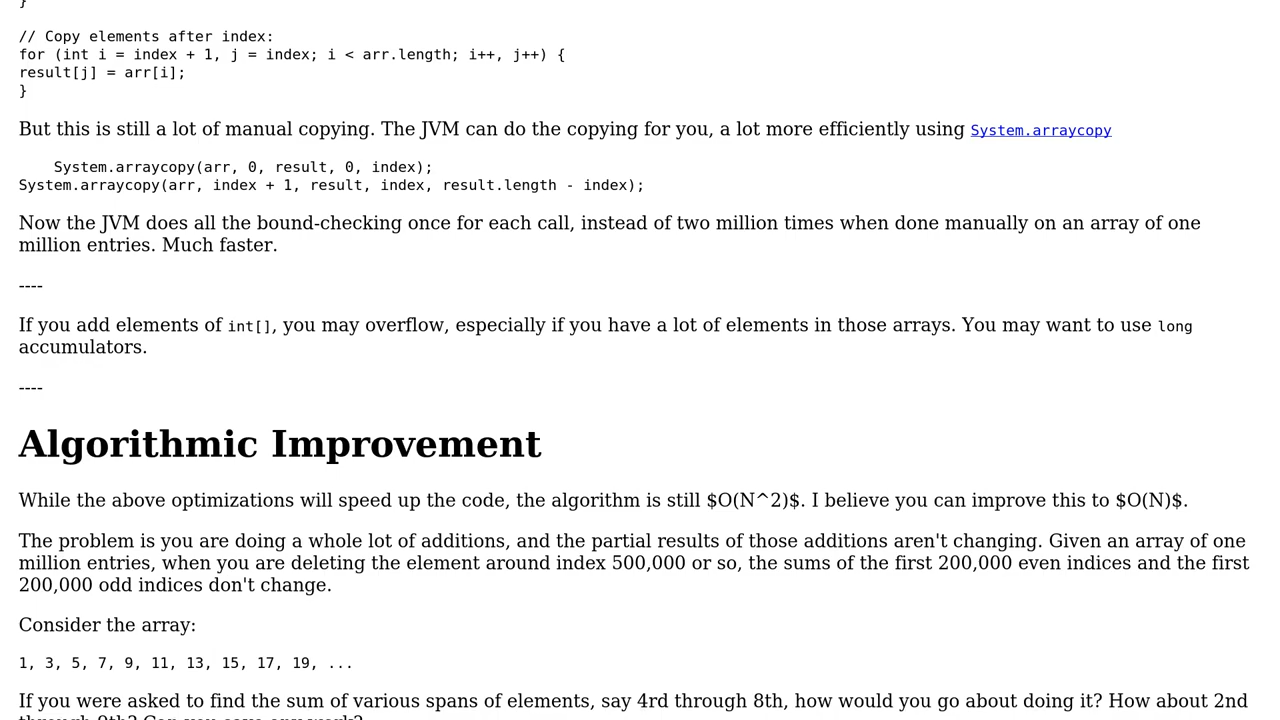 }
// Copy elements after index:
for (int i = index + 1, j = index; i < arr.length; i++, j++) {
result[j] = arr[i];
}
But this is still a lot of manual copying. The JVM can do the copying for you, a lot more efficiently using System.arraycopy
System.arraycopy(arr, 0, result, 0, index);
System.arraycopy(arr, index + 1, result, index, result.length - index);
Now the JVM does all the bound-checking once for each call, instead of two million times when done manually on an array of one
million entries. Much faster.
----
If you add elements of int[], you may overflow, especially if you have a lot of elements in those arrays. You may want to use long
accumulators.
----
Algorithmic Improvement
While the above optimizations will speed up the code, the algorithm is still $O(N^2)$. I believe you can improve this to $O(N)$.
The problem is you are doing a whole lot of additions, and the partial results of those additions aren't changing. Given an array of one
million entries, when you are deleting the element around index 500,000 or so, the sums of the first 200,000 even indices and the first
200,000 odd indices don't change.
Consider the array:
1, 3, 5, 7, 9, 11, 13, 15, 17, 19, ...
If you were asked to find the sum of various spans of elements, say 4rd through 8th, how would you go about doing it? How about 2nd
through 9th? Can you save any work?